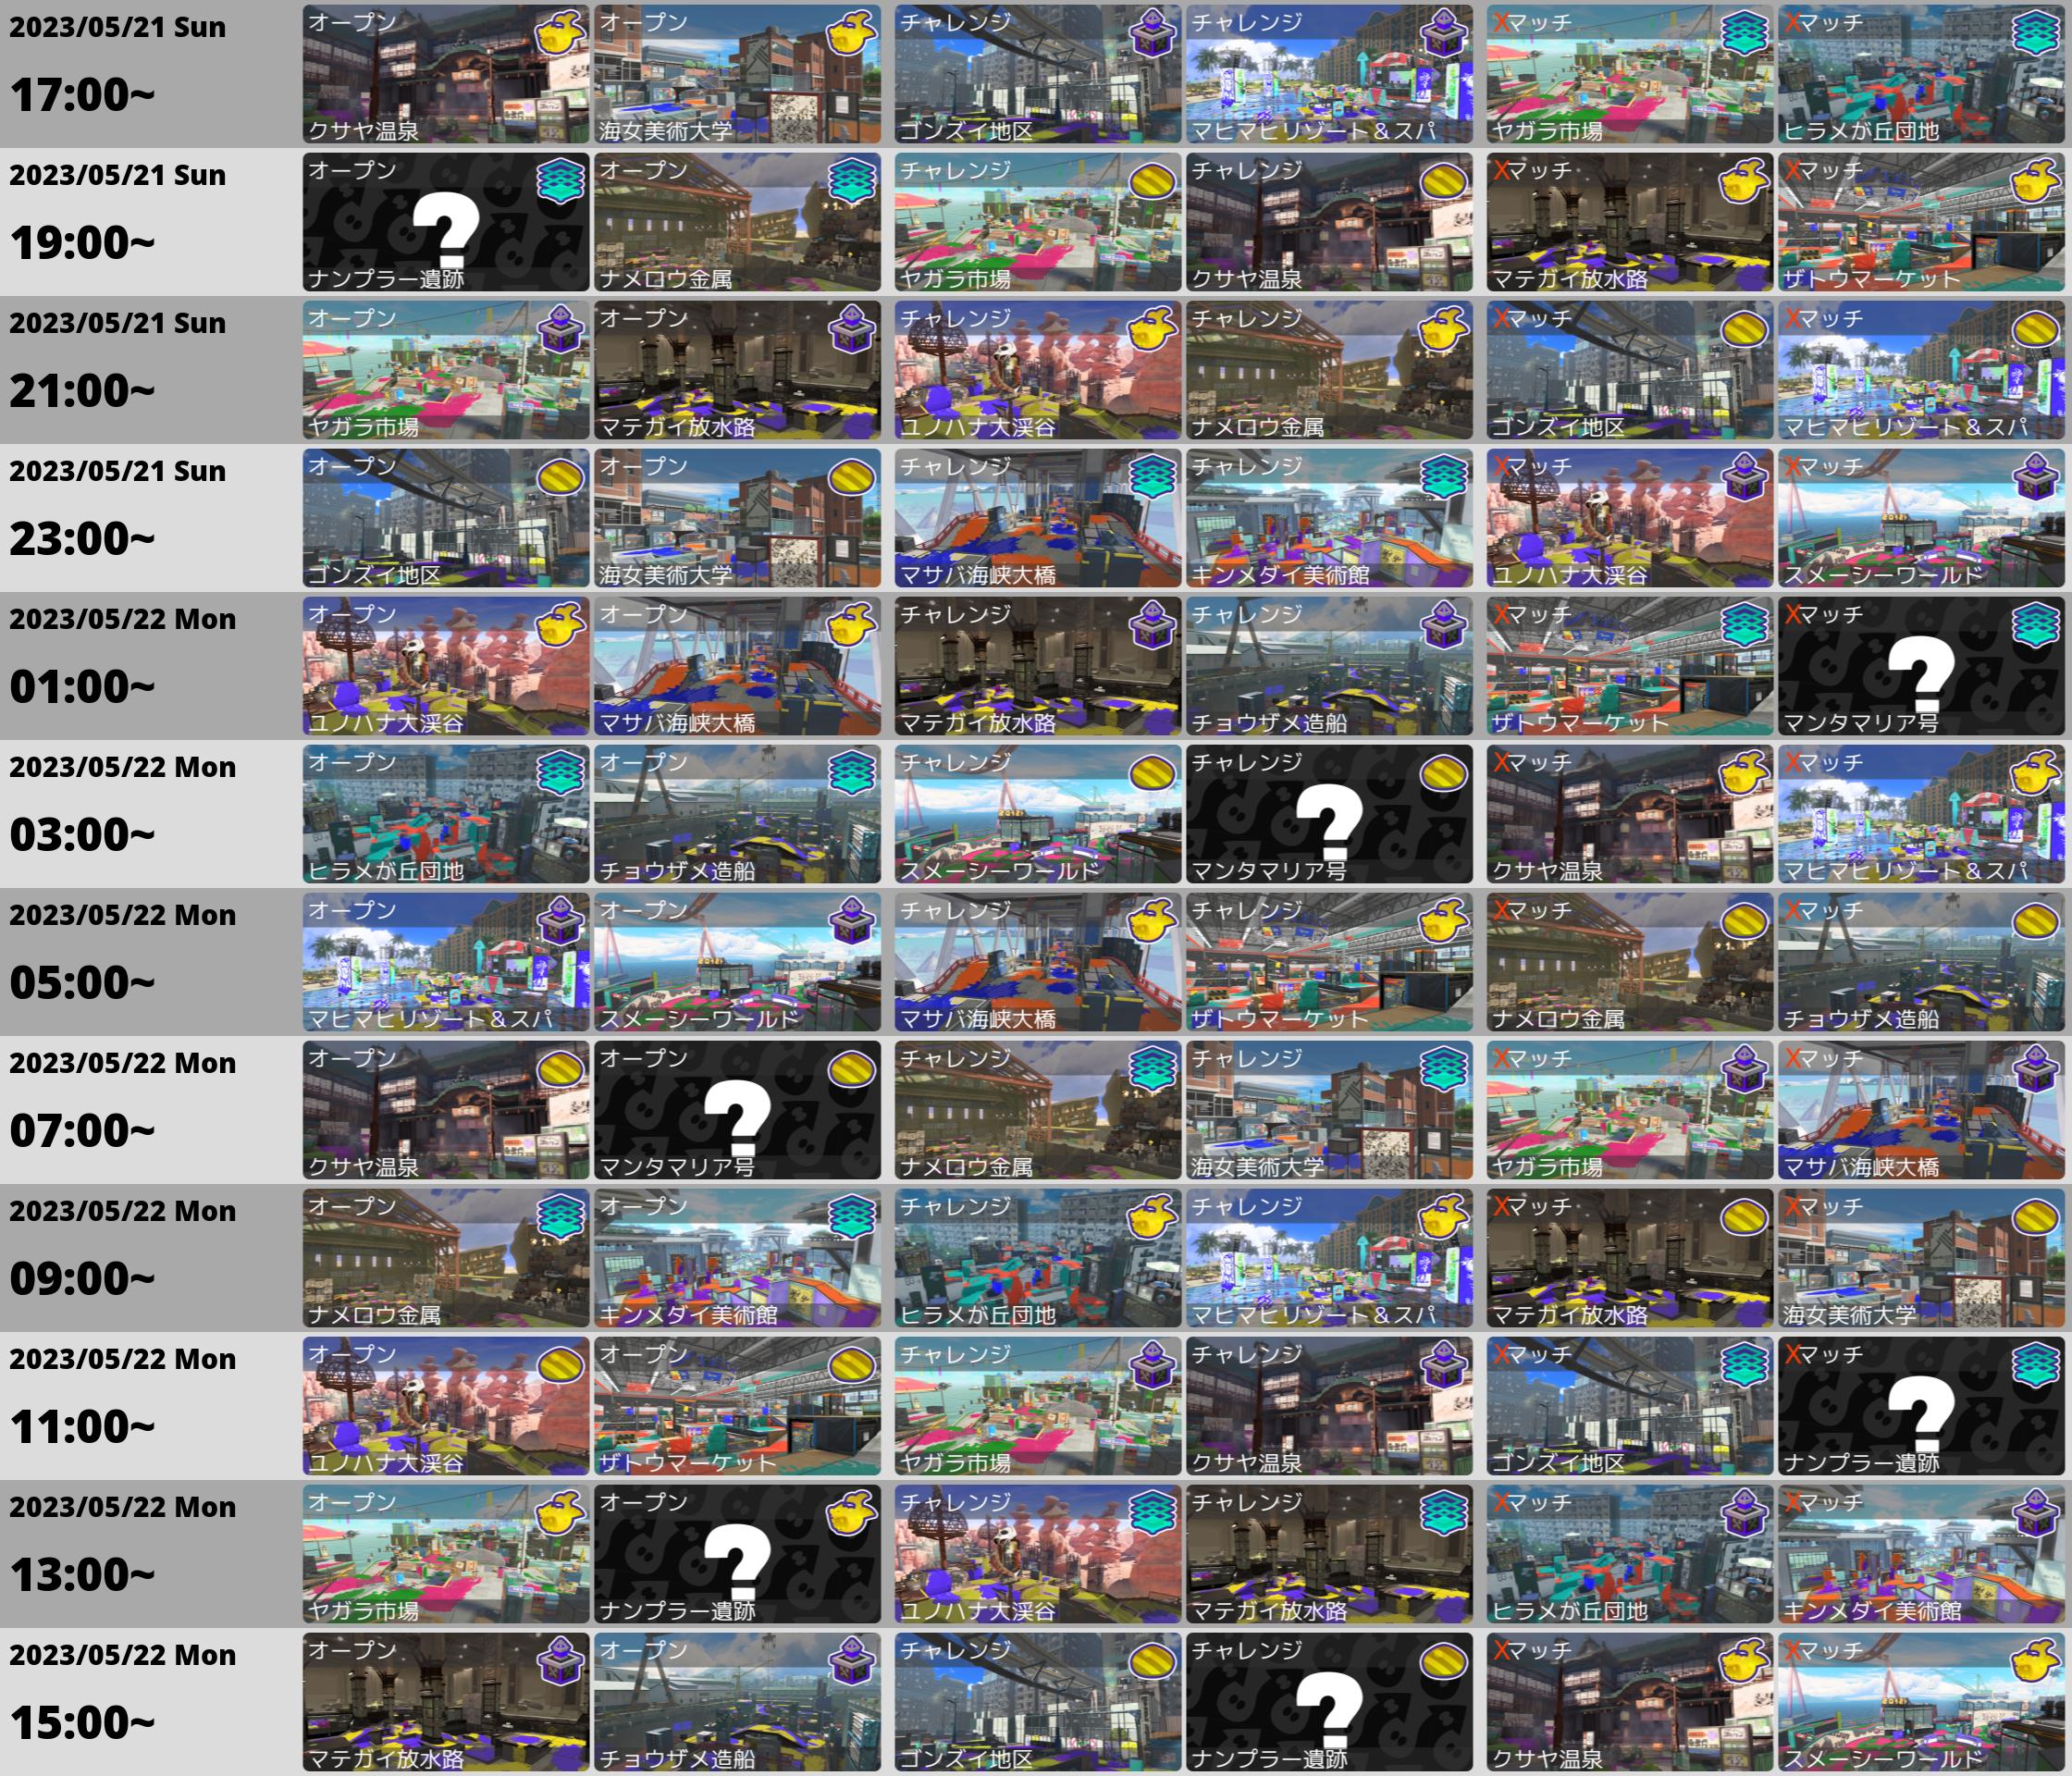 2023/05/21 Sun
17:00~
オープン オープン チャレンジ チャレンジ Xマッチ Xマッチ
クサヤ温泉 海女美術大学 ゴンズイ地区 マヒマヒリゾート＆スパ ヤガラ市場 ヒラメが丘団地
2023/05/21 Sun
19:00~
オープン オープン チャレンジ チャレンジ Xマッチ Xマッチ
?
ナンプラー遺跡 ナメロウ金属 ヤガラ市場 クサヤ温泉 マテガイ放水路 ザトウマーケット
2023/05/21 Sun
21:00~
オープン オープン チャレンジ チャレンジ Xマッチ Xマッチ
ヤガラ市場 マテガイ放水路 ユノハナ大渓谷 ナメロウ金属 ゴンズイ地区 マヒマヒリゾート＆スパ
2023/05/21 Sun
23:00~
オープン オープン チャレンジ チャレンジ Xマッチ Xマッチ
ゴンズイ地区 海女美術大学 マサバ海峡大橋 キンメダイ美術館 ユノハナ大渓谷 スメーシーワールド
2023/05/22 Mon
01:00~
オープン オープン チャレンジ チャレンジ Xマッチ Xマッチ
?
ユノハナ大渓谷 マサバ海峡大橋 マテガイ放水路 チョウザメ造船 ザトウマーケット マンタマリア号
2023/05/22 Mon
03:00~
オープン オープン チャレンジ チャレンジ Xマッチ Xマッチ
?
ヒラメが丘団地 チョウザメ造船 スメーシーワールド マンタマリア号 クサヤ温泉 マヒマヒリゾート＆スパ
2023/05/22 Mon
05:00~
オープン オープン チャレンジ チャレンジ Xマッチ Xマッチ
マヒマヒリゾート＆スパ スメーシーワールド マサバ海峡大橋 ザトウマーケット ナメロウ金属 チョウザメ造船
2023/05/22 Mon
07:00~
オープン オープン チャレンジ チャレンジ Xマッチ Xマッチ
?
クサヤ温泉 マンタマリア号 ナメロウ金属 海女美術大学 ヤガラ市場 マサバ海峡大橋
2023/05/22 Mon
09:00~
オープン オープン チャレンジ チャレンジ Xマッチ Xマッチ
ナメロウ金属 キンメダイ美術館 ヒラメが丘団地 マヒマヒリゾート＆スパ マテガイ放水路 海女美術大学
2023/05/22 Mon
11:00~
オープン オープン チャレンジ チャレンジ Xマッチ Xマッチ
?
ユノハナ大渓谷 ザトウマーケット ヤガラ市場 クサヤ温泉 ゴンズイ地区 ナンプラー遺跡
2023/05/22 Mon
13:00~
オープン オープン チャレンジ チャレンジ Xマッチ Xマッチ
?
ヤガラ市場 ナンプラー遺跡 ユノハナ大渓谷 マテガイ放水路 ヒラメが丘団地 キンメダイ美術館
2023/05/22 Mon
15:00~
オープン オープン チャレンジ チャレンジ Xマッチ Xマッチ
?
マテガイ放水路 チョウザメ造船 ゴンズイ地区 ナンプラー遺跡 クサヤ温泉 スメーシーワールド